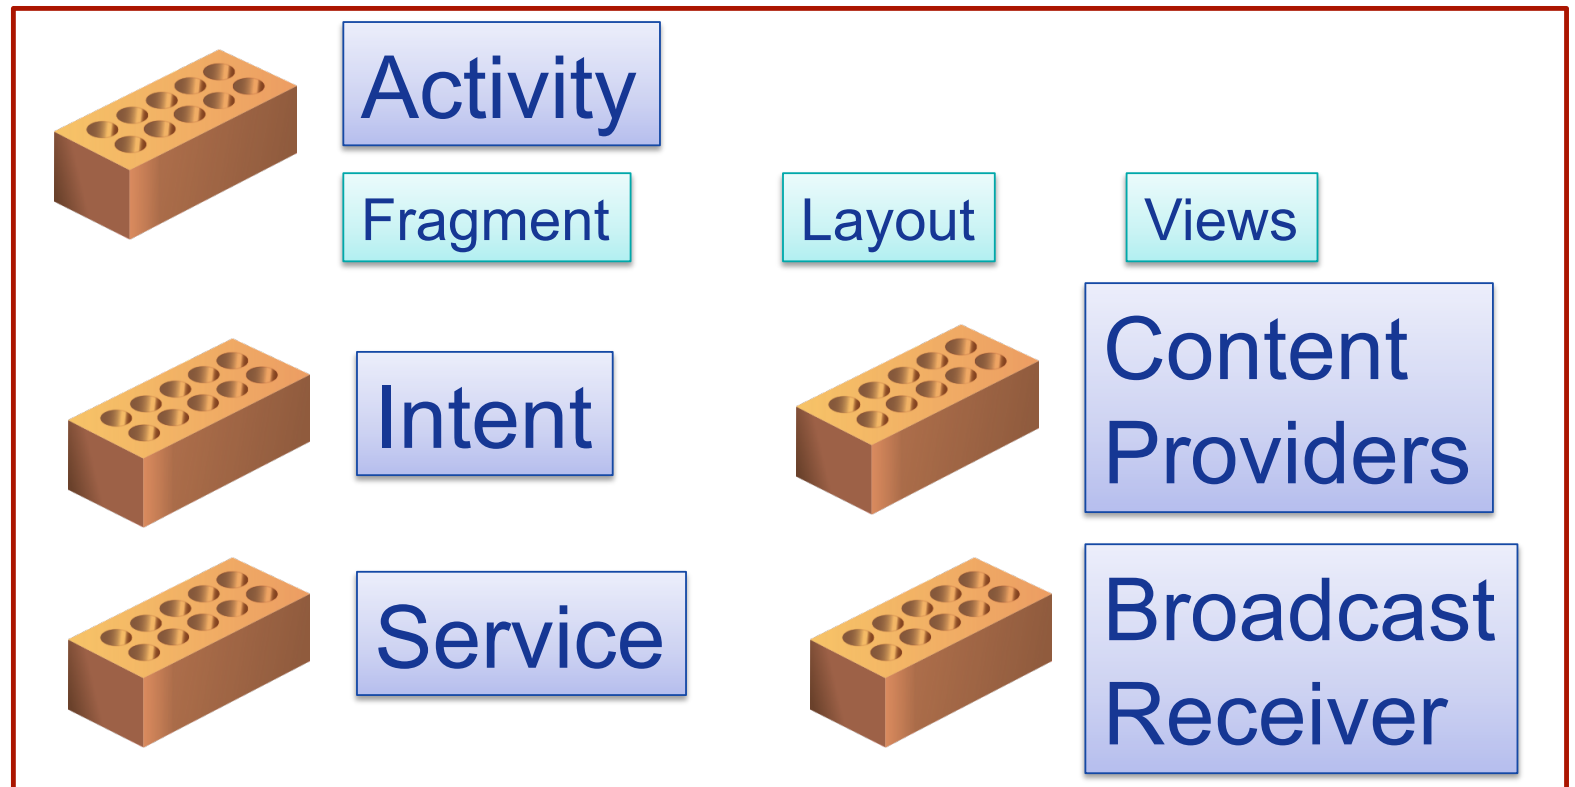 Activity
Fragment
Layout
Views
Intent
Content
Providers
Service
Broadcast
Receiver